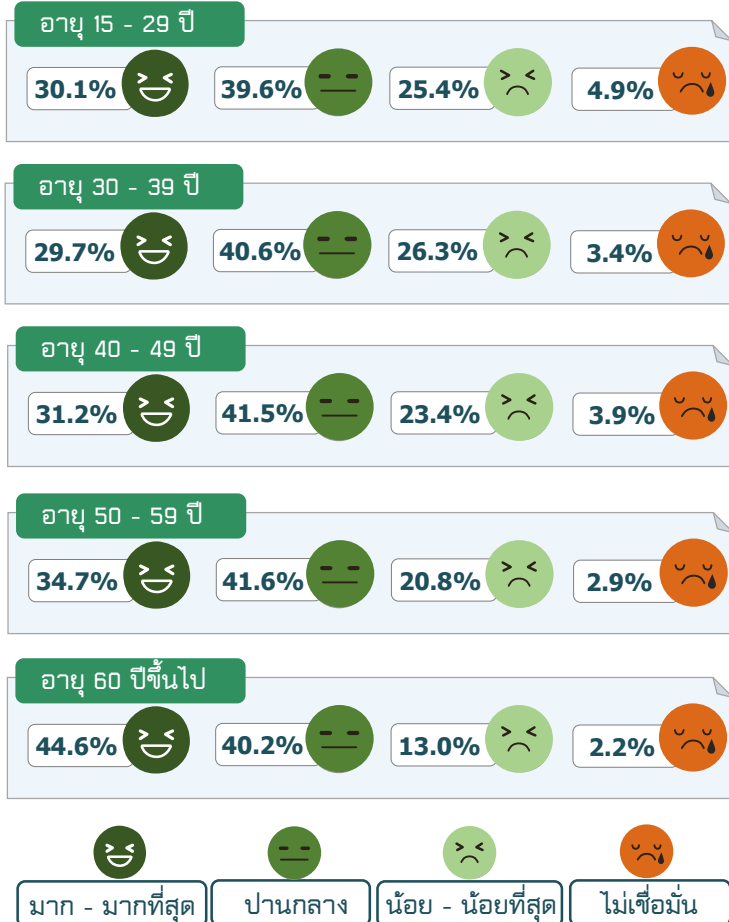 อายุ 15 - 29 ปี
30.1% 39.6% 25.4% 4.9%
อายุ 30 - 39 ปี
29.7% 40.6% 26.3% 3.4%
อายุ 40 - 49 ปี
31.2% 41.5% 23.4% 3.9%
อายุ 50 - 59 ปี
34.7% 41.6% 20.8% 2.9%
อายุ 60 ปีขึ้นไป
44.6% 40.2% 13.0% 2.2%
มาก - มากที่สุด ปานกลาง น้อย - น้อยที่สุด ไม่เชื่อมั่น